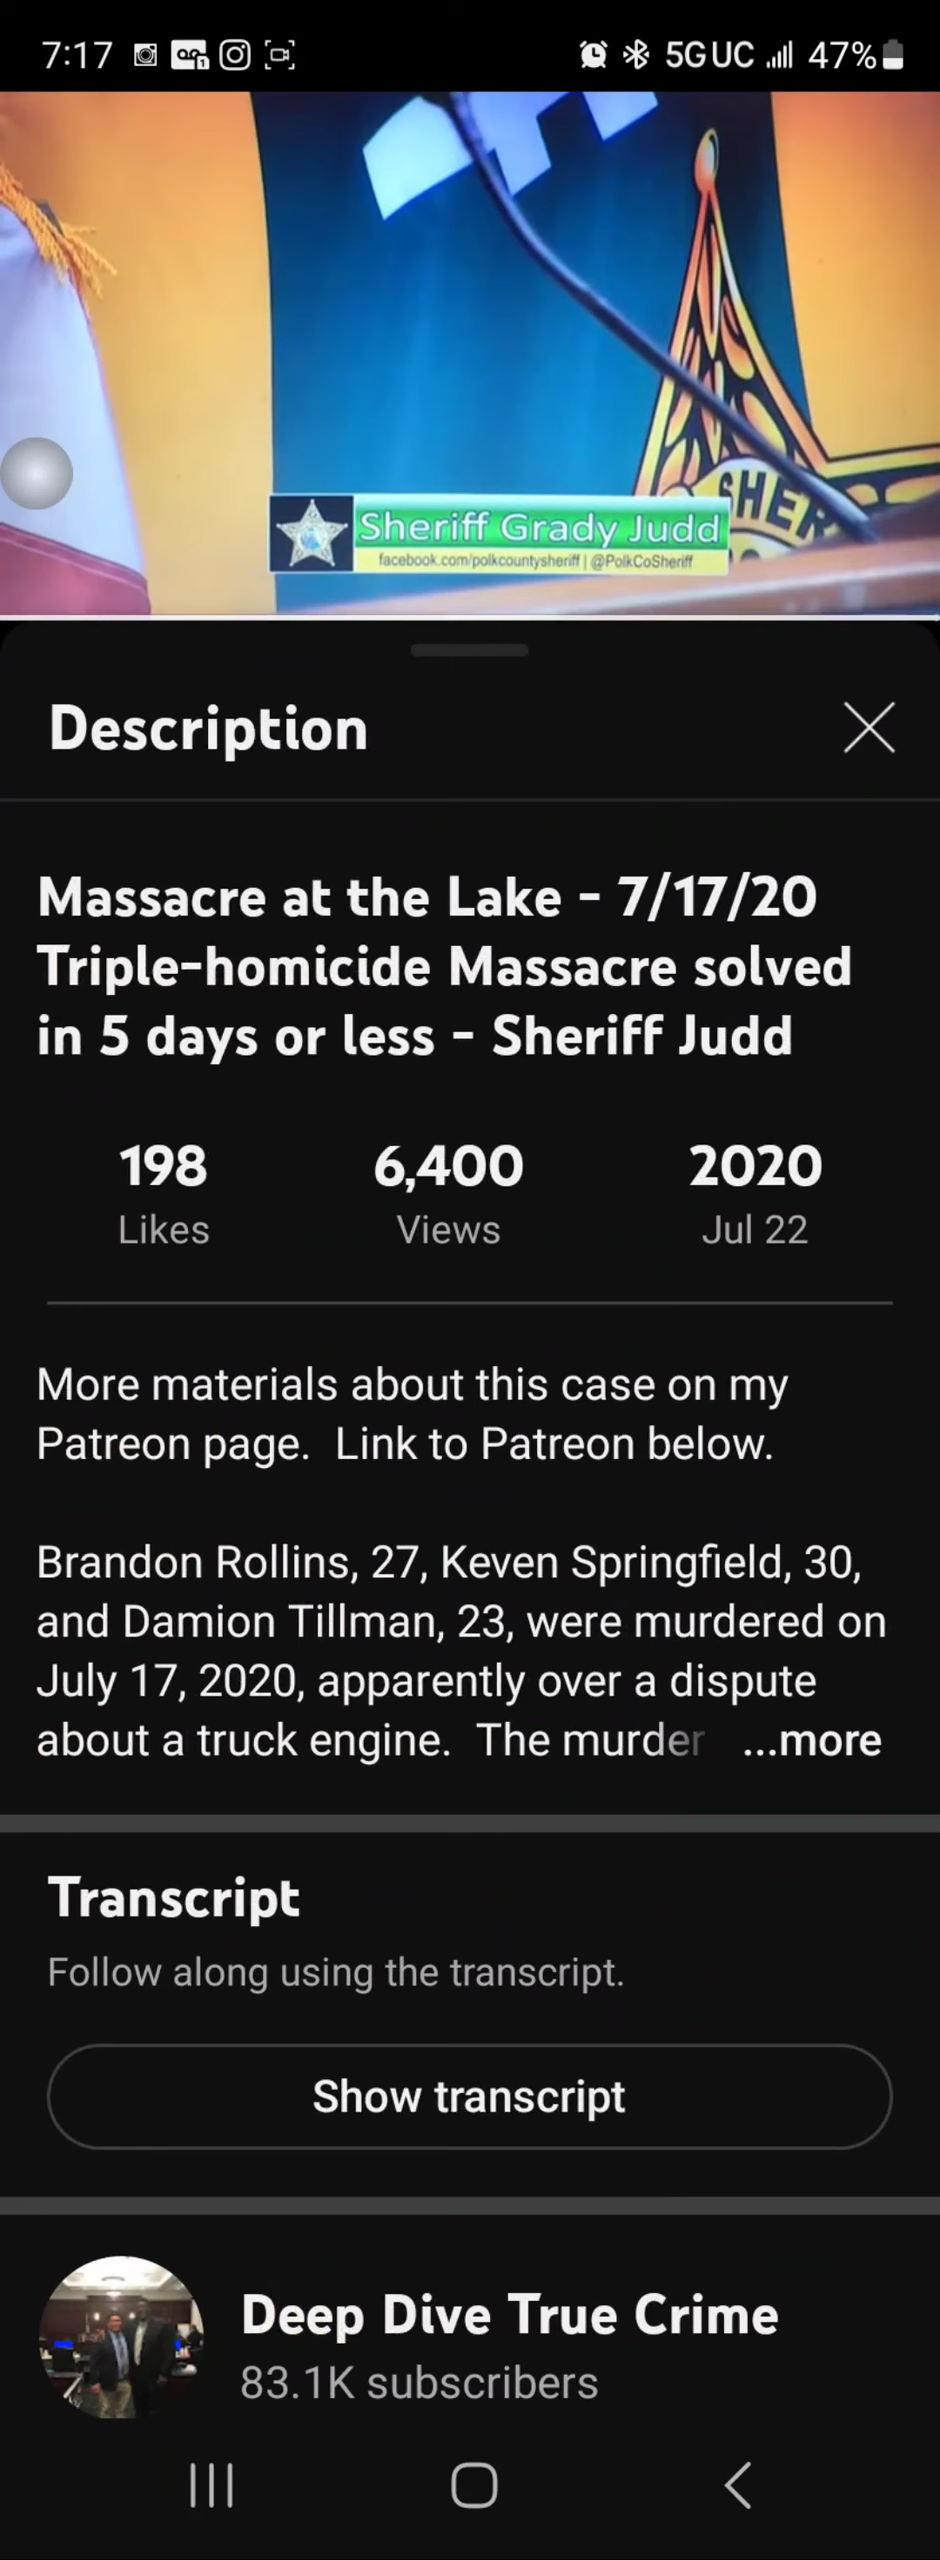 7:17 5G UC 47%
SHER
Sheriff Grady Judd
facebook.com/polkcountysheriff | @PolkCoSheriff
Description
Massacre at the Lake - 7/17/20
Triple-homicide Massacre solved
in 5 days or less - Sheriff Judd
198 6,400 2020
Likes Views Jul 22
More materials about this case on my
Patreon page.  Link to Patreon below.
Brandon Rollins, 27, Keven Springfield, 30,
and Damion Tillman, 23, were murdered on
July 17, 2020, apparently over a dispute
about a truck engine.  The murder ...more
Transcript
Follow along using the transcript.
Show transcript
Deep Dive True Crime
83.1K subscribers